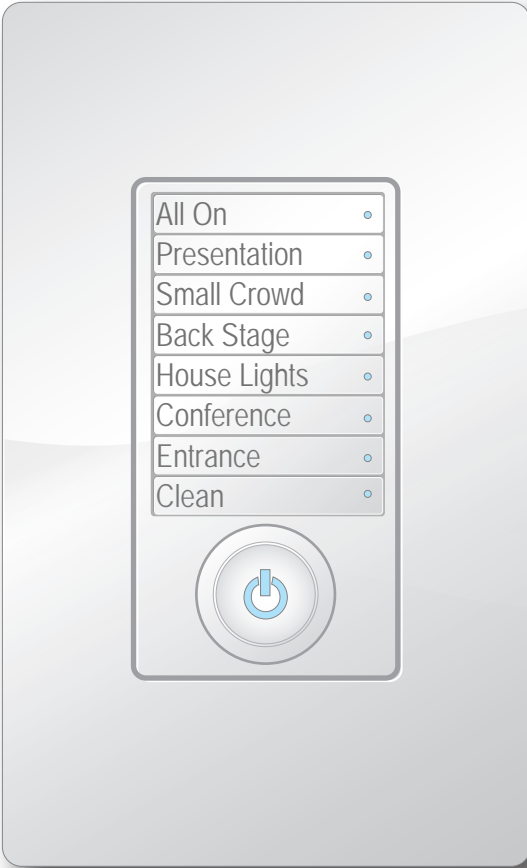 All On
Presentation
Small Crowd
Back Stage
House Lights
Conference
Entrance
Clean